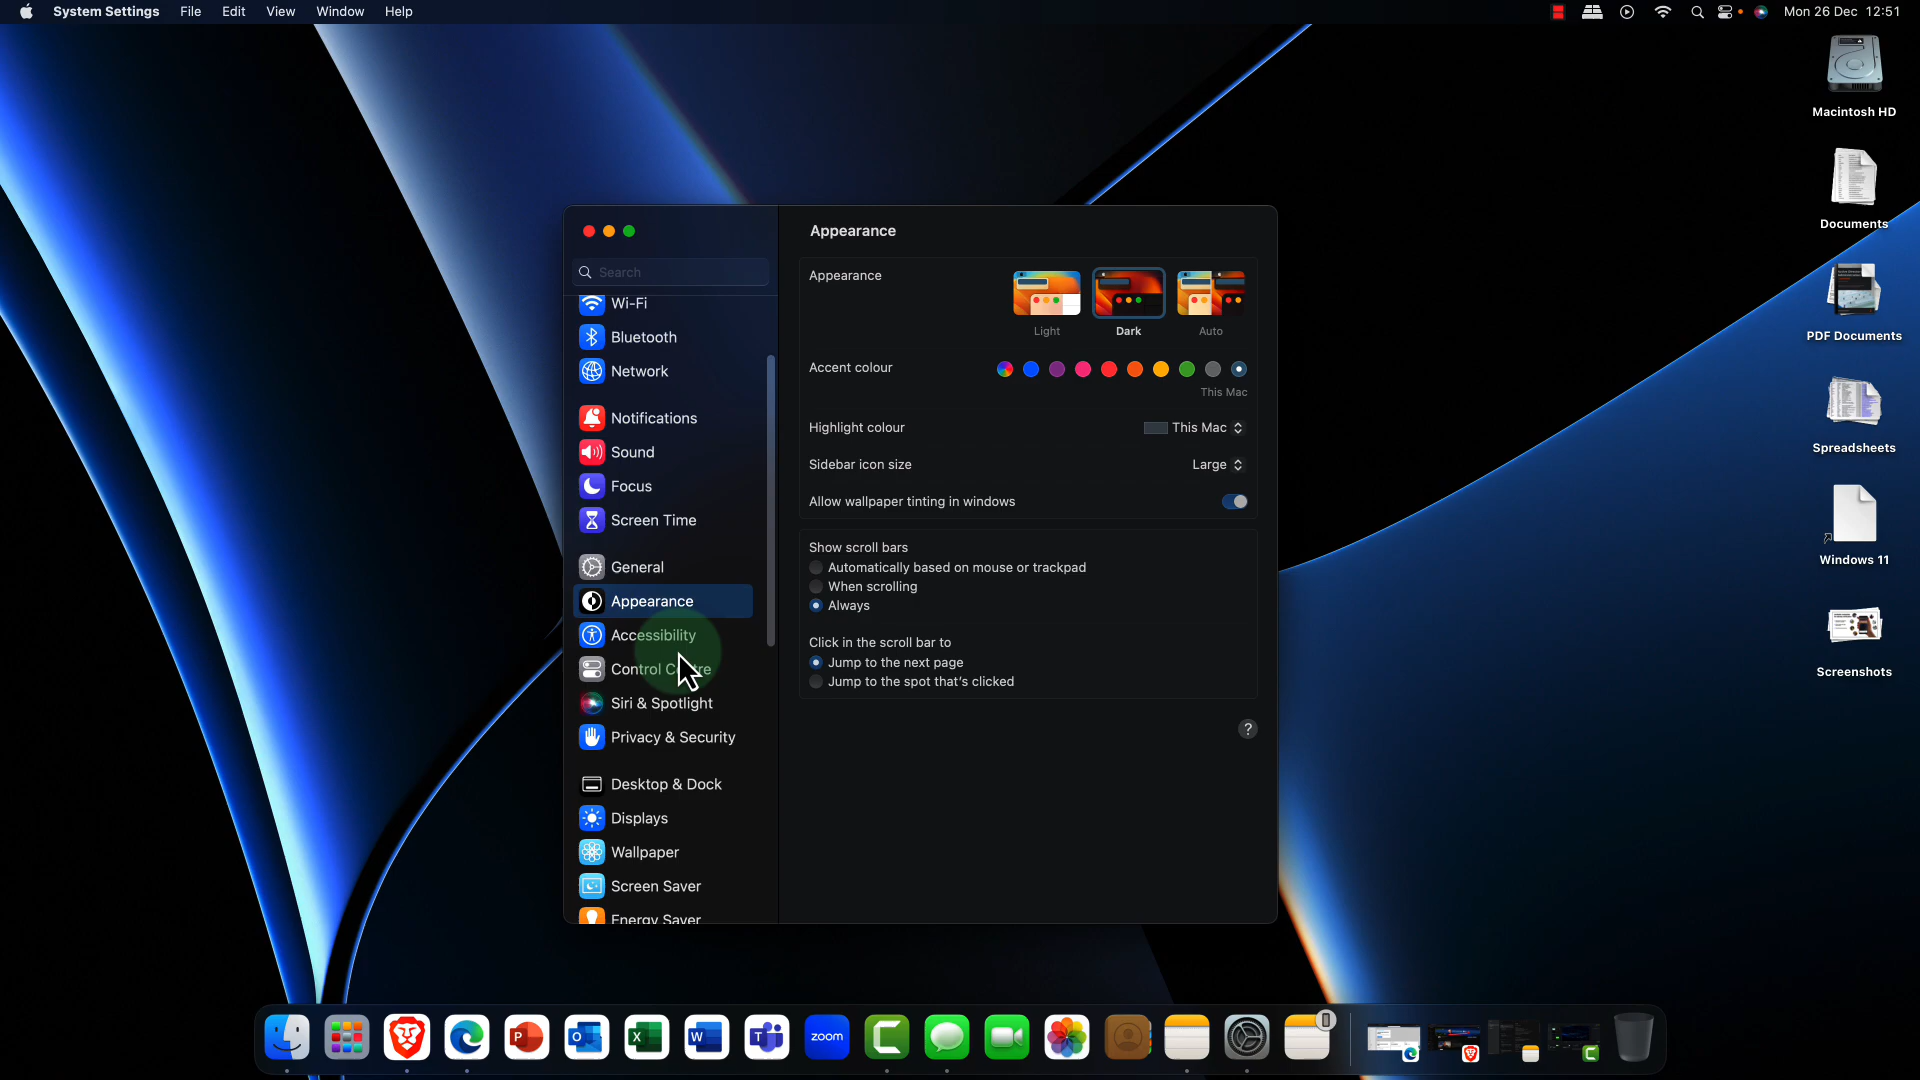 System Settings File Edit View Window Help
Mon 26 Dec 12:51
Macintosh HD
Documents
PDF Documents
Spreadsheets
Windows 11
Screenshots
Search
Wi-Fi
Bluetooth
Network
Notifications
Sound
Focus
Screen Time
General
Appearance
Accessibility
Control Centre
Siri & Spotlight
Privacy & Security
Desktop & Dock
Displays
Wallpaper
Screen Saver
Energy Saver
Appearance
Appearance
Light Dark Auto
Accent colour
This Mac
Highlight colour This Mac
Sidebar icon size Large
Allow wallpaper tinting in windows
Show scroll bars
Automatically based on mouse or trackpad
When scrolling
Always
Click in the scroll bar to
Jump to the next page
Jump to the spot that's clicked
?
zoom